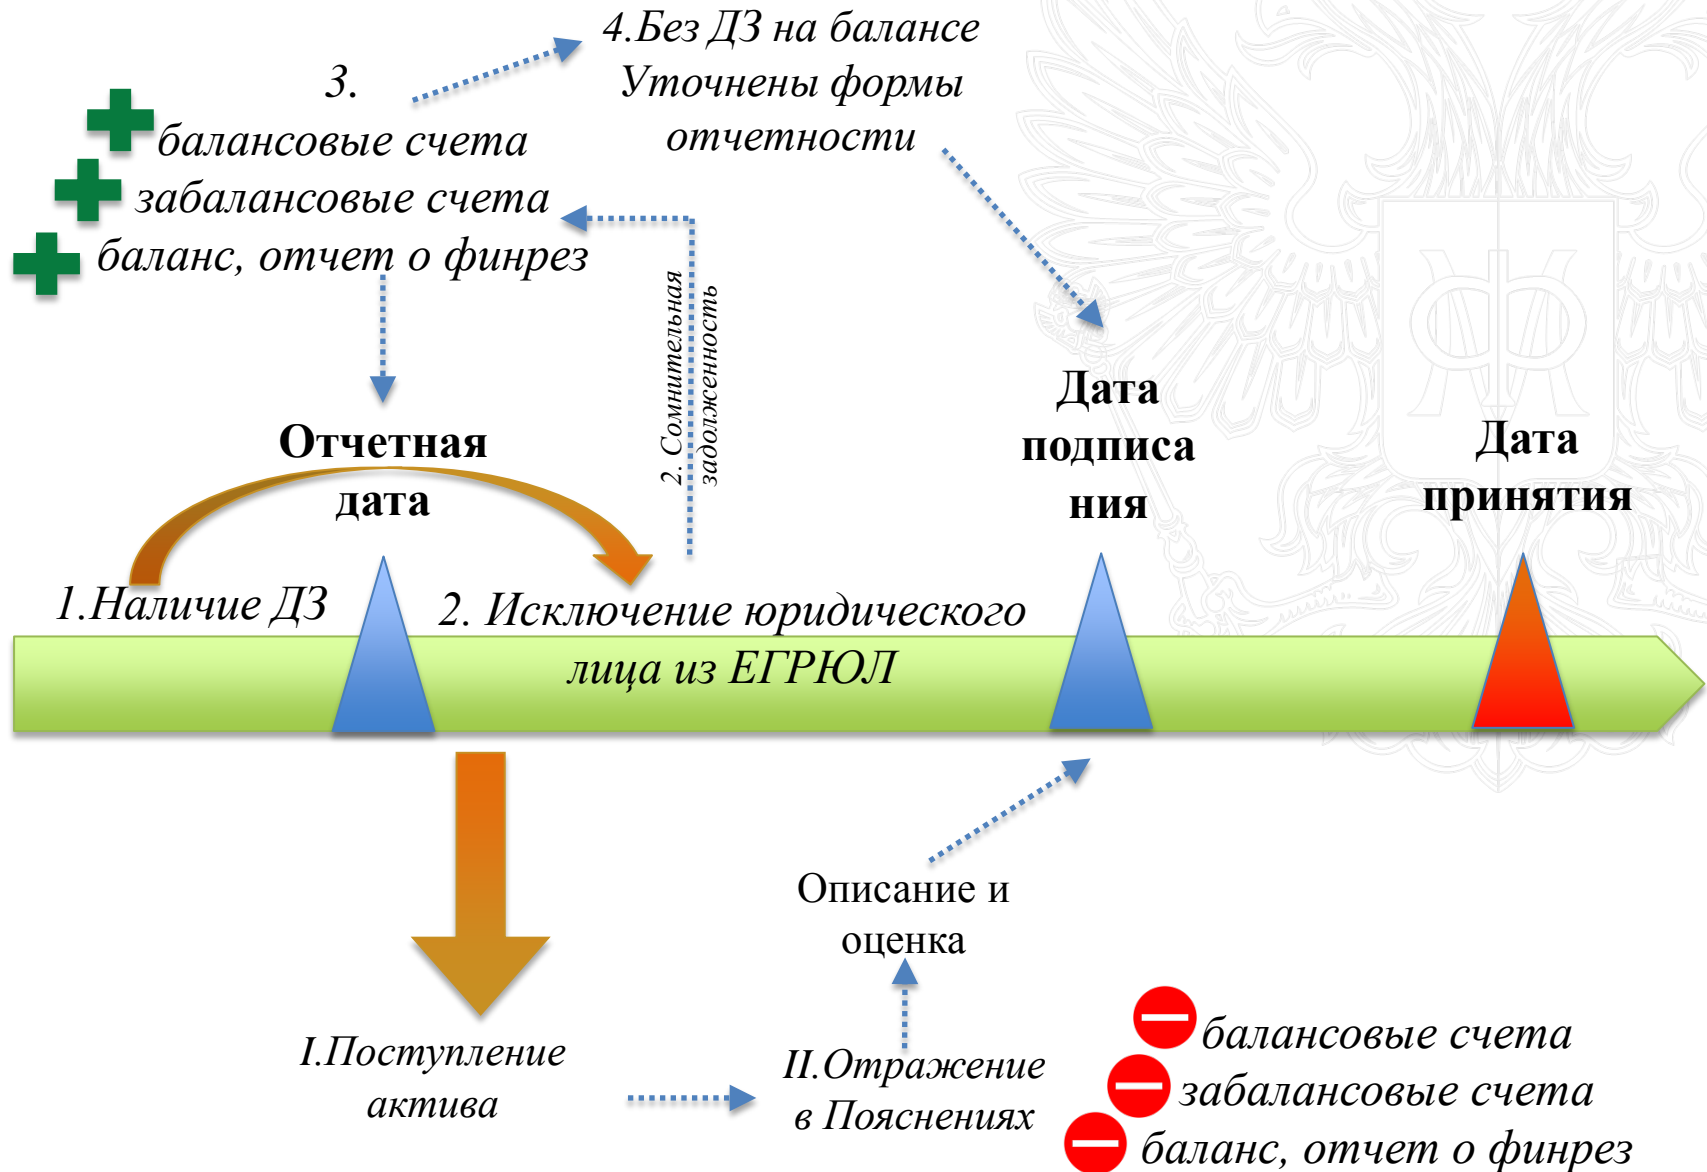 4.Без ДЗ на балансе
Уточнены формы
отчетности
3.
балансовые счета
забалансовые счета
баланс, отчет о финрез
2. Сомнительная
задолженность
Отчетная
дата
Дата
подписа
ния
Дата
принятия
1.Наличие ДЗ
2. Исключение юридического
лица из ЕГРЮЛ
Описание и
оценка
I.Поступление
актива
II.Отражение
в Пояснениях
балансовые счета
забалансовые счета
баланс, отчет о финрез